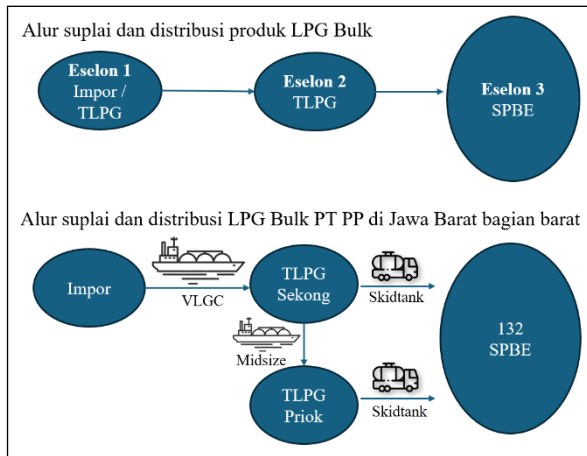 Alur suplai dan distribusi produk LPG Bulk
Eselon 1
Impor /
TLPG
Eselon 2
TLPG
Eselon 3
SPBE
Alur suplai dan distribusi LPG Bulk PT PP di Jawa Barat bagian barat
Impor
VLGC
TLPG
Sekong
Skidtank
132
SPBE
Midsize
TLPG
Priok
Skidtank